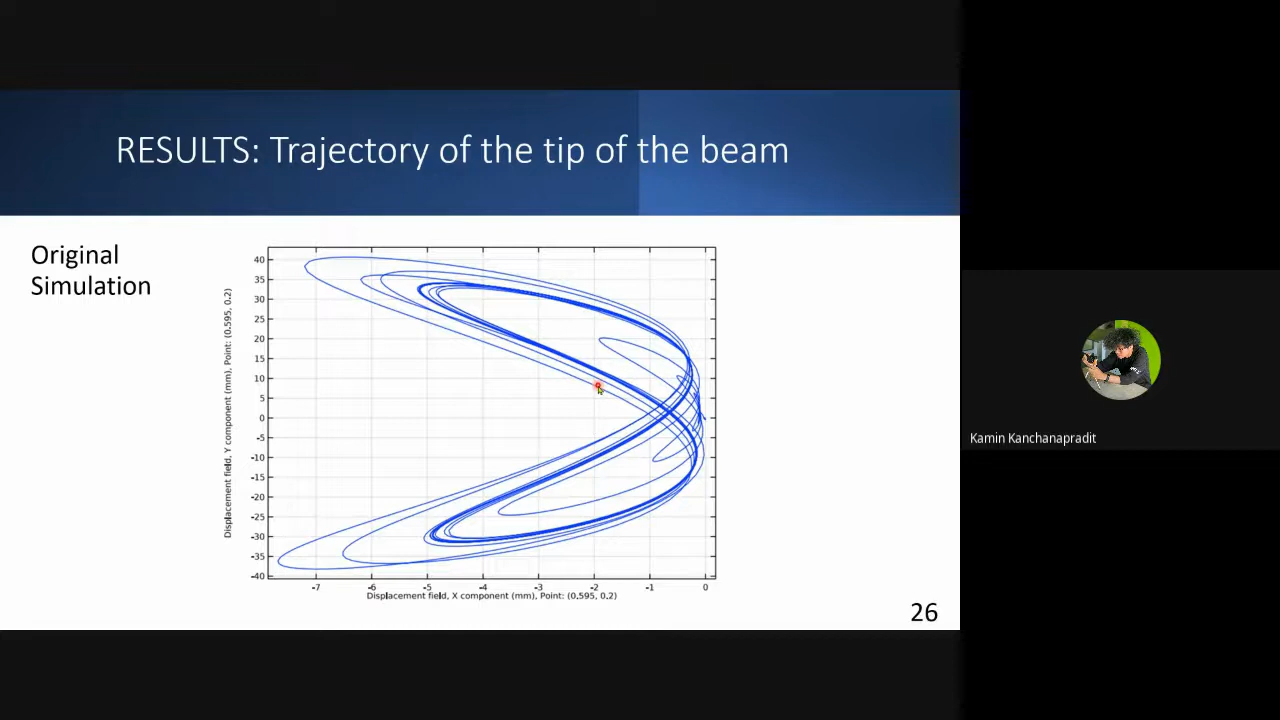 RESULTS: Trajectory of the tip of the beam
Original
Simulation
Displacement field, Y component (mm), Point: (0.595, 0.2)
40
35
30
25
20
15
10
5
0
-5
-10
-15
-20
-25
-30
-35
-40
-7 -6 -5 -4 -3 -2 -1 0
Displacement field, X component (mm), Point: (0.595, 0.2)
26
Kamin Kanchanapradit